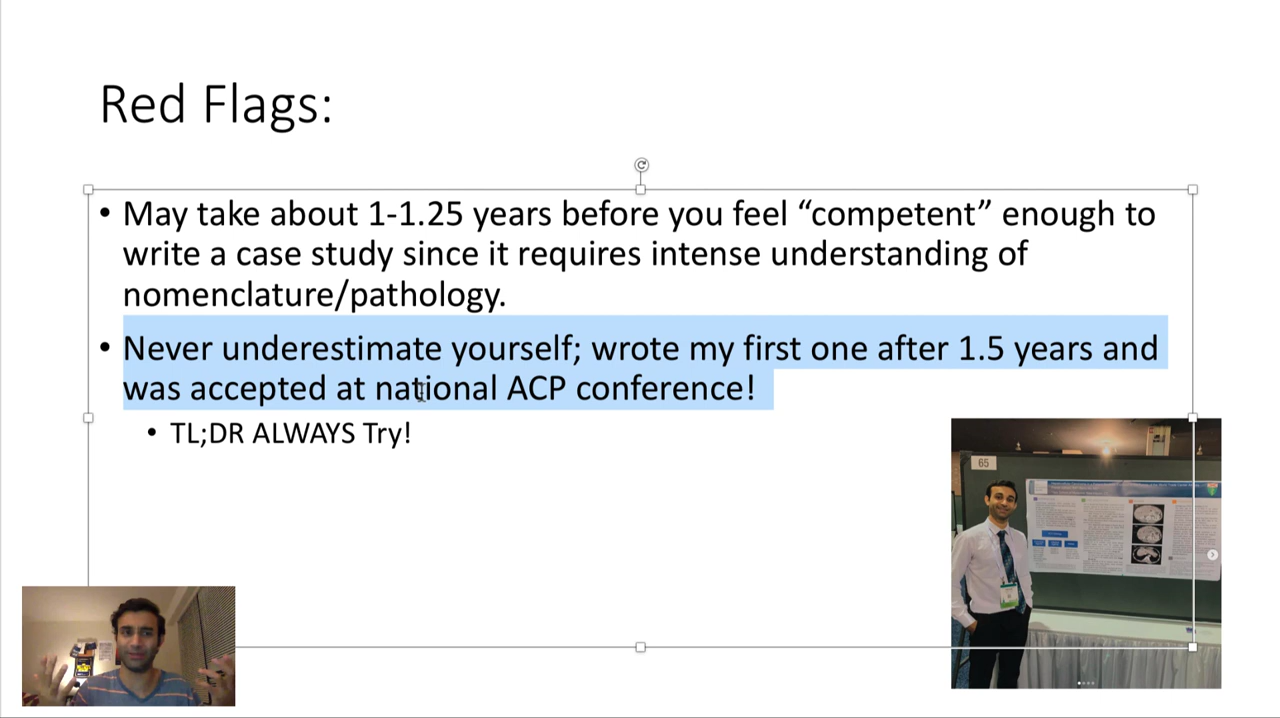 Red Flags:
• May take about 1-1.25 years before you feel “competent” enough to
write a case study since it requires intense understanding of
nomenclature/pathology.
• Never underestimate yourself; wrote my first one after 1.5 years and
was accepted at national ACP conference!
• TL;DR ALWAYS Try!
65